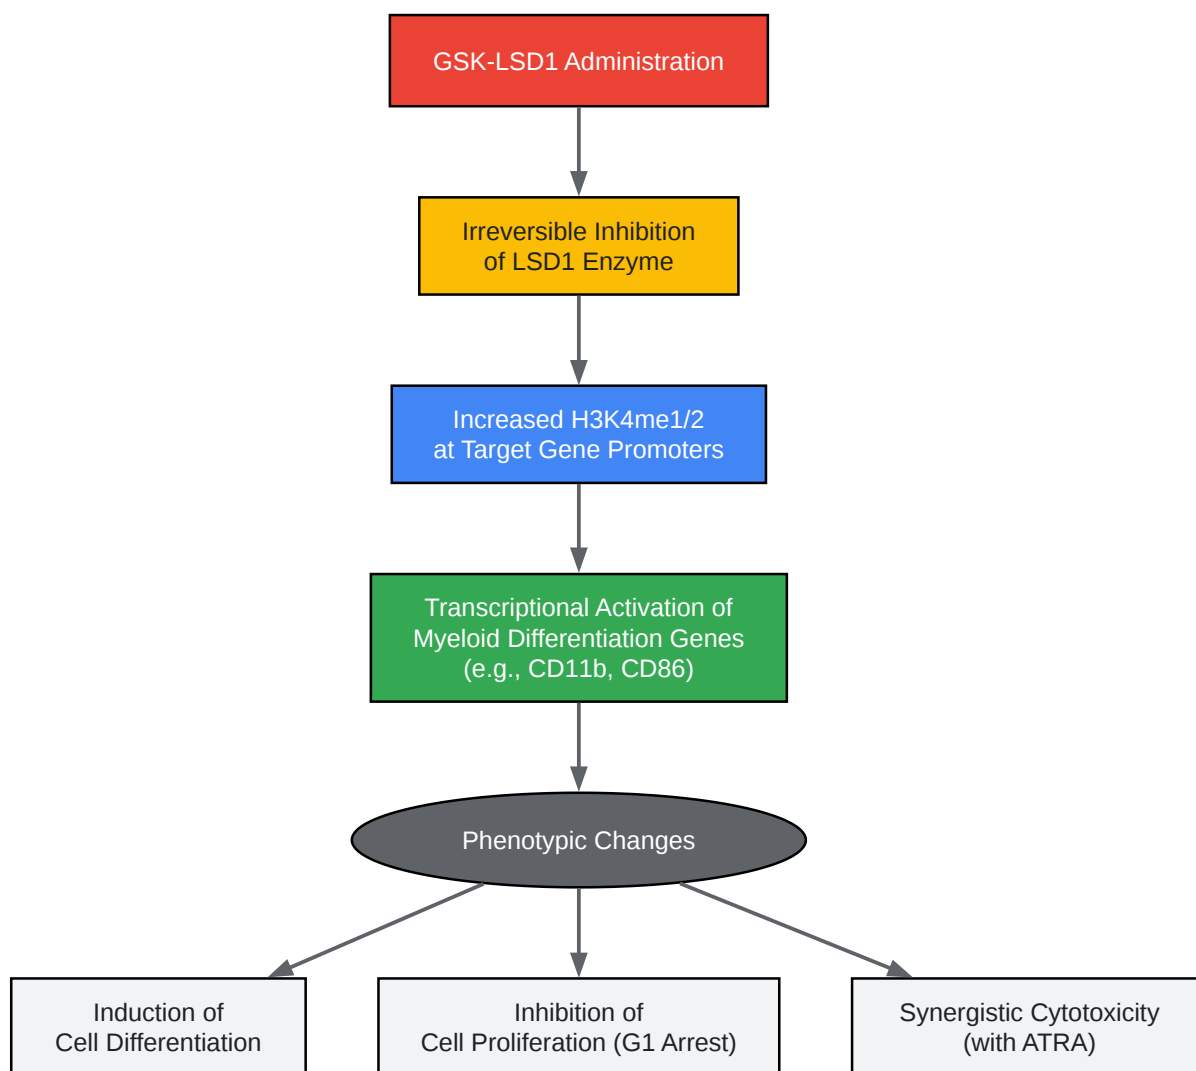 GSK-LSD1 Administration
Irreversible Inhibition
of LSD1 Enzyme
Increased H3K4me1/2
at Target Gene Promoters
Transcriptional Activation of
Myeloid Differentiation Genes
(e.g., CD11b, CD86)
Phenotypic Changes
Induction of
Cell Differentiation
Inhibition of
Cell Proliferation (G1 Arrest)
Synergistic Cytotoxicity
(with ATRA)